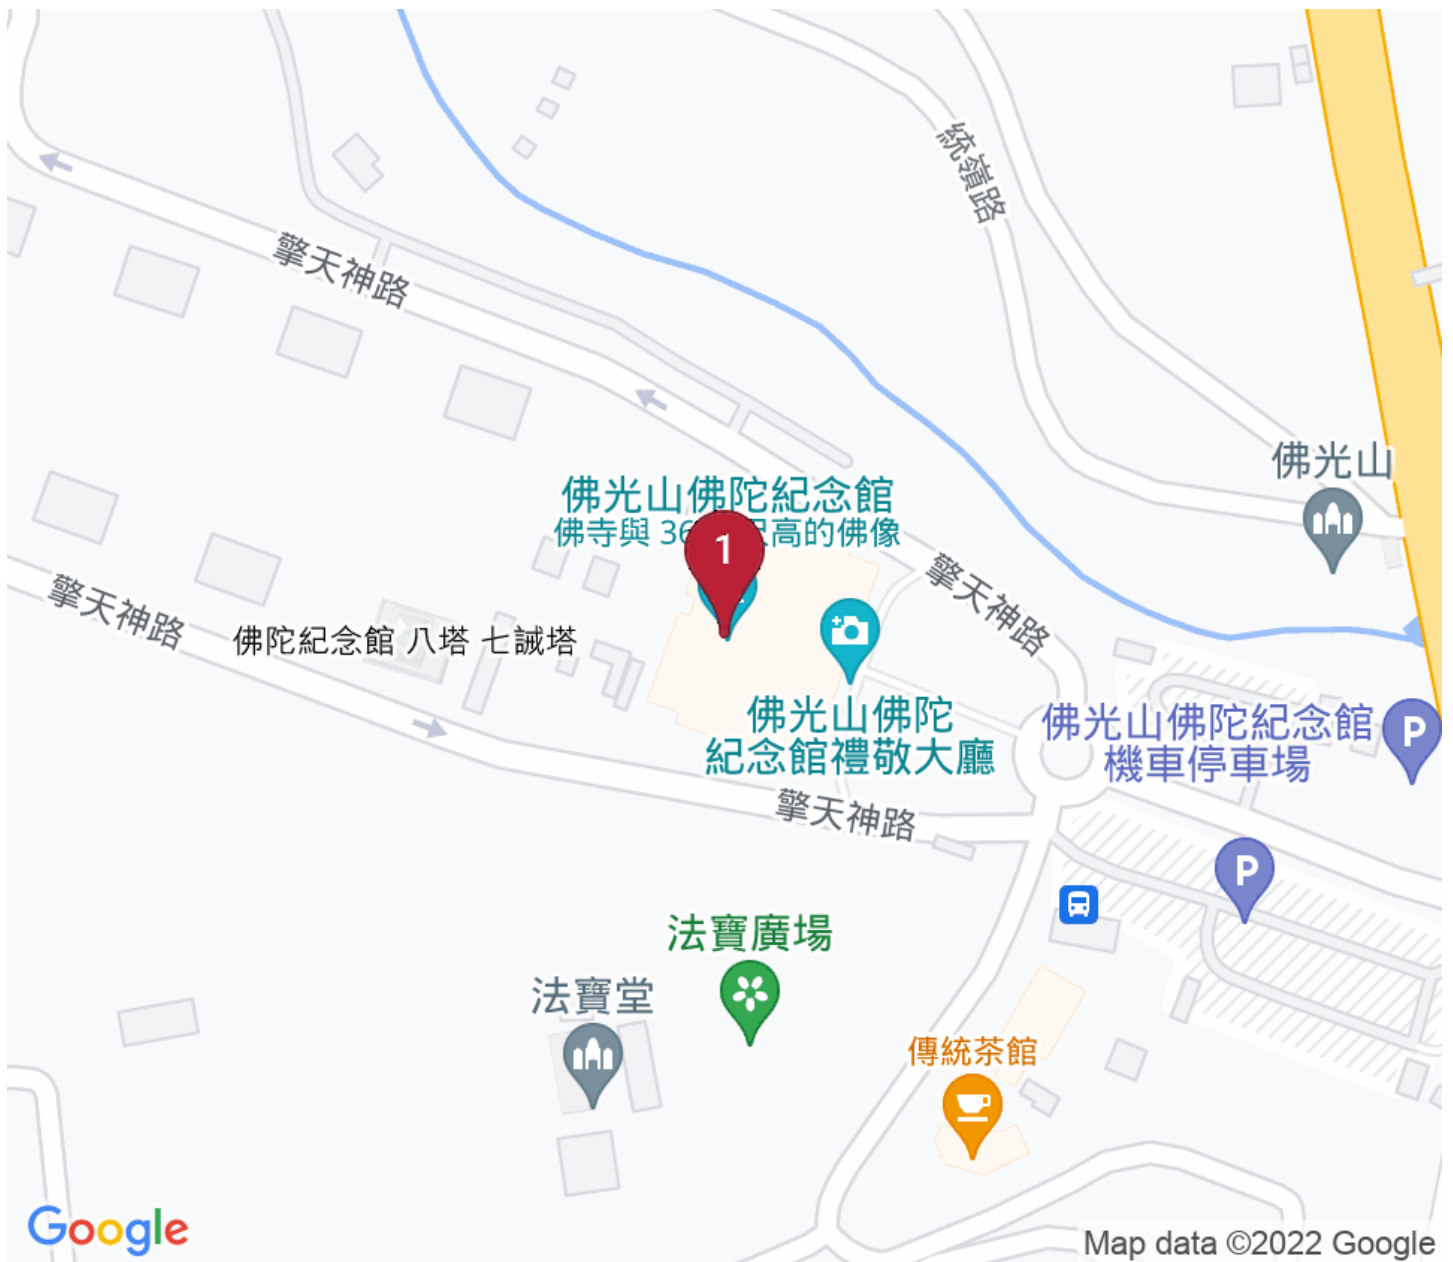 統嶺路
擎天神路
佛光山
佛光山佛陀紀念館
佛寺與 36 尺高的佛像
1
擎天神路
擎天神路
佛陀紀念館 八塔 七誡塔
佛光山佛陀
紀念館禮敬大廳
佛光山佛陀紀念館
機車停車場
P
擎天神路
P
法寶廣場
法寶堂
傳統茶館
Google
Map data ©2022 Google